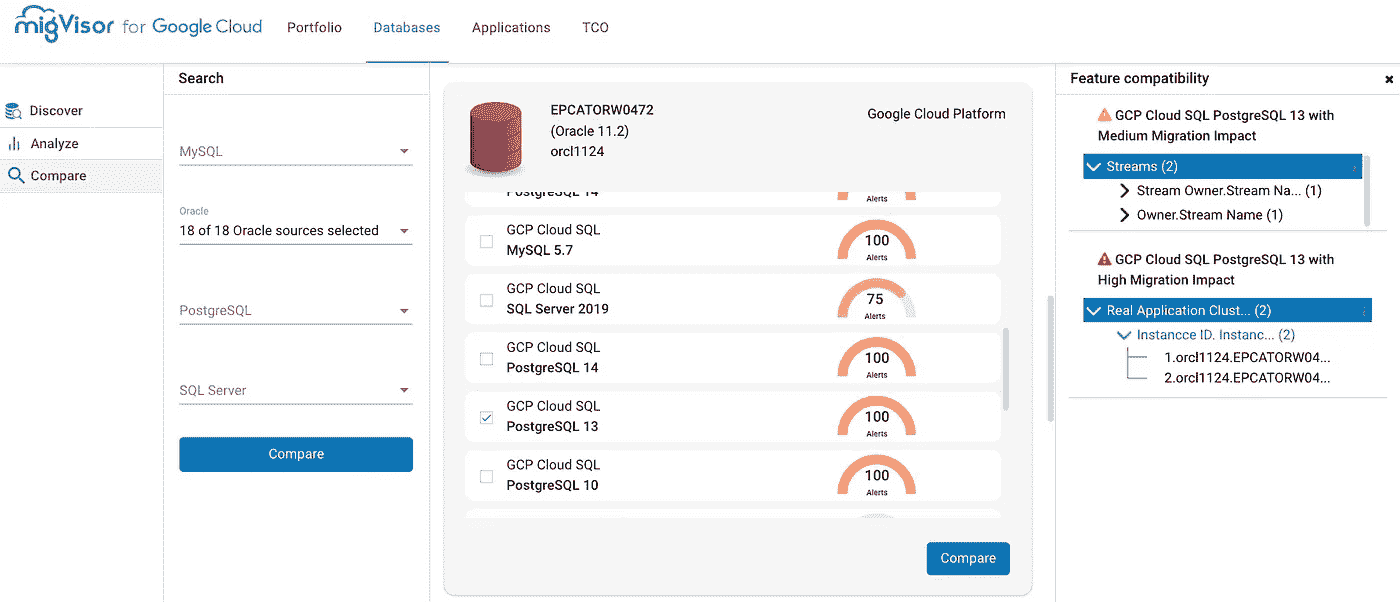 migVisor for Google Cloud
Portfolio
Databases
Applications
TCO
Discover
Analyze
Compare
Search
MySQL
Oracle
18 of 18 Oracle sources selected
PostgreSQL
SQL Server
Compare
EPCATORW0472
(Oracle 11.2)
orcl1124
Google Cloud Platform
PostgreSQL 14
Alerts
GCP Cloud SQL
MySQL 5.7
100
Alerts
GCP Cloud SQL
SQL Server 2019
75
Alerts
GCP Cloud SQL
PostgreSQL 14
100
Alerts
GCP Cloud SQL
PostgreSQL 13
100
Alerts
GCP Cloud SQL
PostgreSQL 10
100
Alerts
Compare
Feature compatibility
GCP Cloud SQL PostgreSQL 13 with
Medium Migration Impact
Streams (2)
Stream Owner.Stream Na... (1)
Owner.Stream Name (1)
GCP Cloud SQL PostgreSQL 13 with
High Migration Impact
Real Application Clust... (2)
Instancce ID. Instanc... (2)
1.orcl1124.EPCATORW04...
2.orcl1124.EPCATORW04...